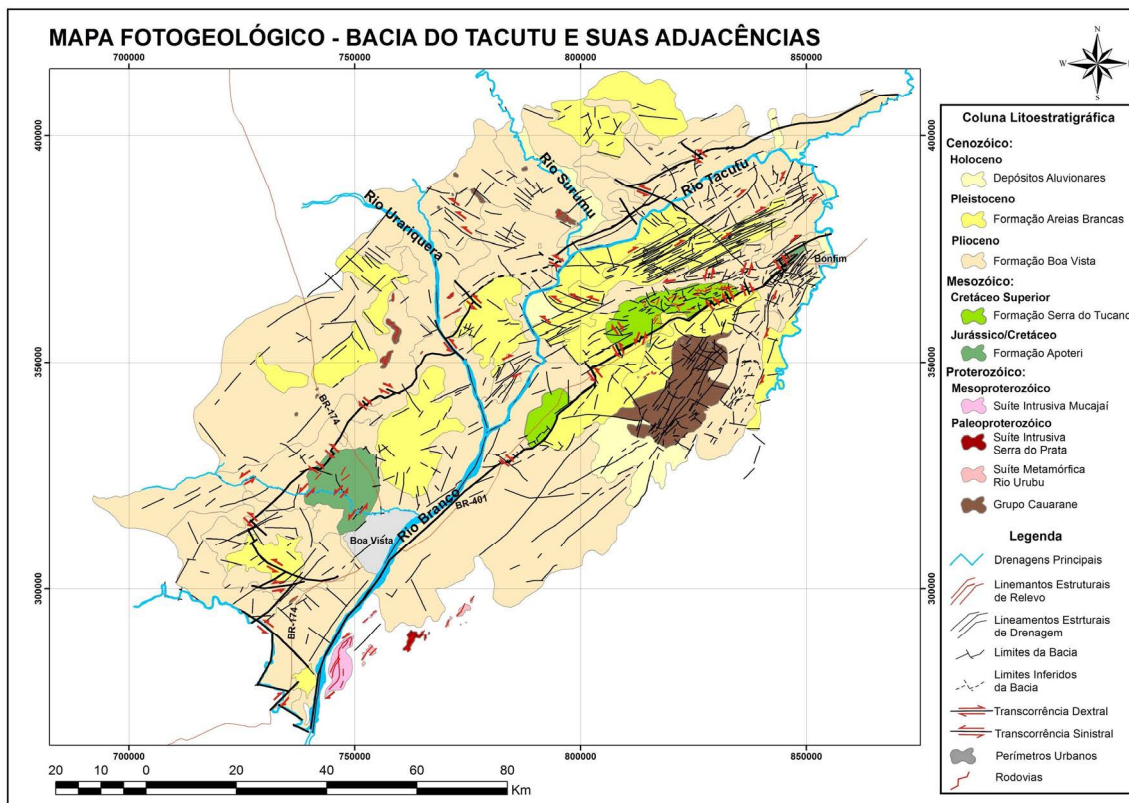 MAPA FOTOGEOLÓGICO - BACIA DO TACUTU E SUAS ADJACÊNCIAS
700000
750000
800000
850000
N
W
S
400000
350000
300000
400000
350000
300000
Rio Surumu
Rio Tacutu
Rio Urariquera
Bonfim
BR-174
Rio Branco
BR-401
Boa Vista
BR-174
700000
750000
800000
850000
20 10 0 20 40 60 80
Km
Coluna Litoestratigráfica
Cenozóico:
Holoceno
Depósitos Aluvionares
Pleistoceno
Formação Areias Brancas
Plioceno
Formação Boa Vista
Mesozóico:
Cretáceo Superior
Formação Serra do Tucano
Jurássico/Cretáceo
Formação Apoteri
Proterozóico:
Mesoproterozóico
Suíte Intrusiva Mucajaí
Paleoproterozóico
Suíte Intrusiva
Serra do Prata
Suíte Metamórfica
Rio Urubu
Grupo Cauarane
Legenda
Drenagens Principais
Linemantos Estruturais
de Relevo
Lineamentos Estrturais
de Drenagem
Limites da Bacia
Limites Inferidos
da Bacia
Transcorrência Dextral
Transcorrência Sinistral
Perímetros Urbanos
Rodovias